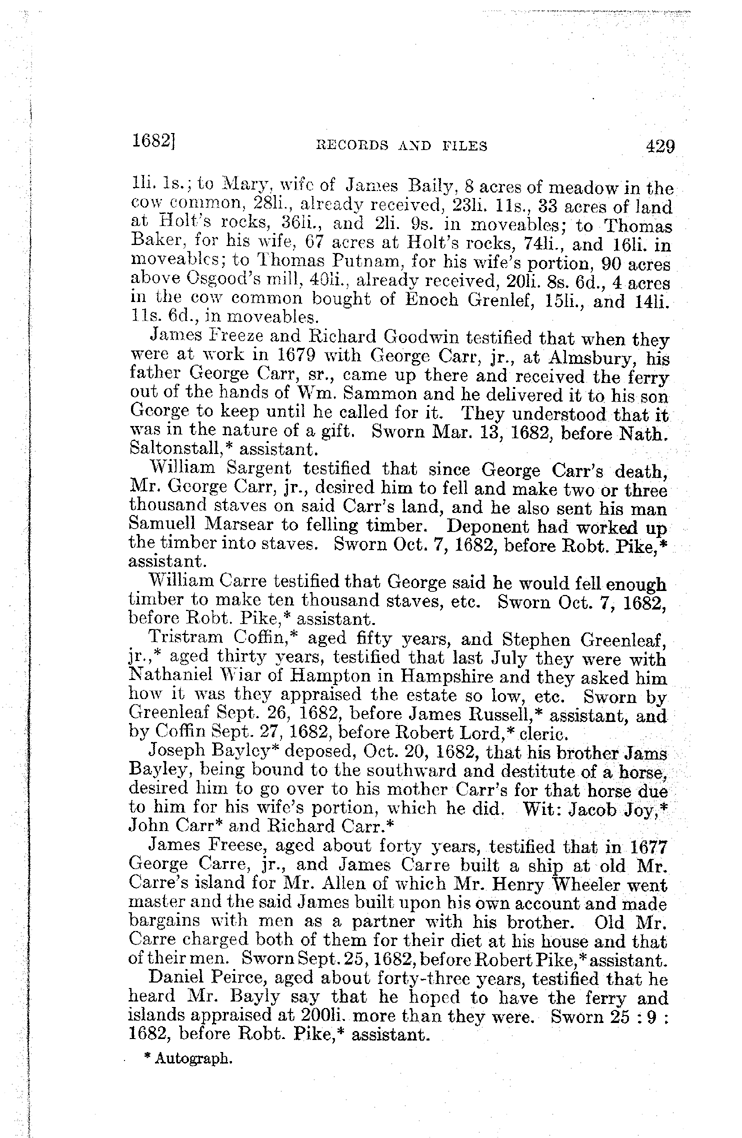 1682] RECORDS AND FILES 429
1li. 1s.; to Mary, wife of James Baily, 8 acres of meadow in the
cow common, 28li., already received, 23li. 11s., 33 acres of land
at Holt's rocks, 36li., and 2li. 9s. in moveables; to Thomas
Baker, for his wife, 67 acres at Holt's rocks, 74li., and 16li. in
moveables; to Thomas Putnam, for his wife's portion, 90 acres
above Osgood's mill, 40li., already received, 20li. 8s. 6d., 4 acres
in the cow common bought of Enoch Grenlef, 15li., and 14li.
11s. 6d., in moveables.
James Freeze and Richard Goodwin testified that when they
were at work in 1679 with George Carr, jr., at Almsbury, his
father George Carr, sr., came up there and received the ferry
out of the hands of Wm. Sammon and he delivered it to his son
George to keep until he called for it. They understood that it
was in the nature of a gift. Sworn Mar. 13, 1682, before Nath.
Saltonstall,* assistant.
William Sargent testified that since George Carr's death,
Mr. George Carr, jr., desired him to fell and make two or three
thousand staves on said Carr's land, and he also sent his man
Samuell Marsear to felling timber. Deponent had worked up
the timber into staves. Sworn Oct. 7, 1682, before Robt. Pike,*
assistant.
William Carre testified that George said he would fell enough
timber to make ten thousand staves, etc. Sworn Oct. 7, 1682,
before Robt. Pike,* assistant.
Tristram Coffin,* aged fifty years, and Stephen Greenleaf,
jr.,* aged thirty years, testified that last July they were with
Nathaniel Wiar of Hampton in Hampshire and they asked him
how it was they appraised the estate so low, etc. Sworn by
Greenleaf Sept. 26, 1682, before James Russell,* assistant, and
by Coffin Sept. 27, 1682, before Robert Lord,* cleric.
Joseph Bayley* deposed, Oct. 20, 1682, that his brother Jams
Bayley, being bound to the southward and destitute of a horse,
desired him to go over to his mother Carr's for that horse due
to him for his wife's portion, which he did. Wit: Jacob Joy,*
John Carr* and Richard Carr.*
James Freese, aged about forty years, testified that in 1677
George Carre, jr., and James Carre built a ship at old Mr.
Carre's island for Mr. Allen of which Mr. Henry Wheeler went
master and the said James built upon his own account and made
bargains with men as a partner with his brother. Old Mr.
Carre charged both of them for their diet at his house and that
of their men. Sworn Sept. 25, 1682, before Robert Pike,* assistant.
Daniel Peirce, aged about forty-three years, testified that he
heard Mr. Bayly say that he hoped to have the ferry and
islands appraised at 200li. more than they were. Sworn 25 : 9 :
1682, before Robt. Pike,* assistant.
* Autograph.